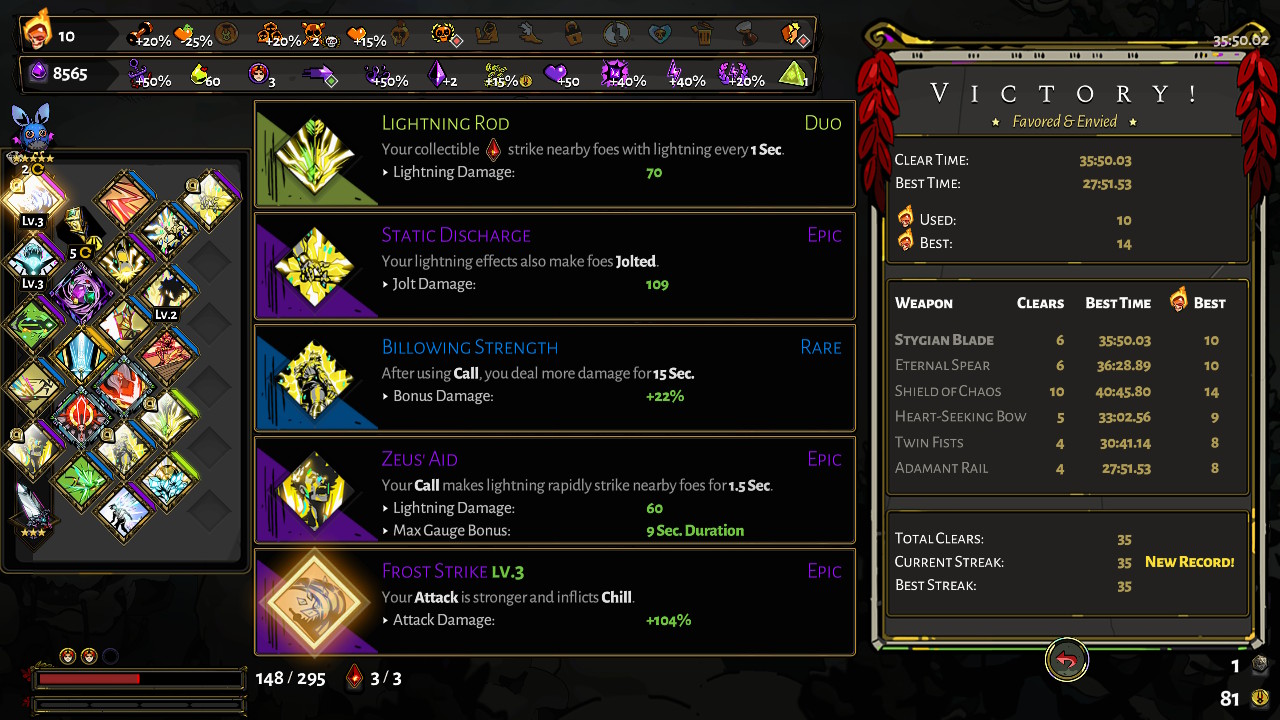 10
+20%
-25%
+20%
2
+15%
8565
+50%
60
3
+50%
+2
+15%
+50
+40%
+40%
+20%
1
35:50.02
2
Lv.3
5
Lv.3
Lv.2
Lightning Rod
Duo
Your collectible strike nearby foes with lightning every 1 Sec.
Lightning Damage: 70
Static Discharge
Epic
Your lightning effects also make foes Jolted.
Jolt Damage: 109
Billowing Strength
Rare
After using Call, you deal more damage for 15 Sec.
Bonus Damage: +22%
Zeus' Aid
Epic
Your Call makes lightning rapidly strike nearby foes for 1.5 Sec.
Lightning Damage: 60
Max Gauge Bonus: 9 Sec. Duration
Frost Strike Lv.3
Epic
Your Attack is stronger and inflicts Chill.
Attack Damage: +104%
148 / 295
3 / 3
Victory!
Favored & Envied
Clear Time: 35:50.03
Best Time: 27:51.53
Used: 10
Best: 14
Weapon Clears Best Time Best
Stygian Blade 6 35:50.03 10
Eternal Spear 6 36:28.89 10
Shield of Chaos 10 40:45.80 14
Heart-Seeking Bow 5 33:02.56 9
Twin Fists 4 30:41.14 8
Adamant Rail 4 27:51.53 8
Total Clears: 35
Current Streak: 35 New Record!
Best Streak: 35
1
81